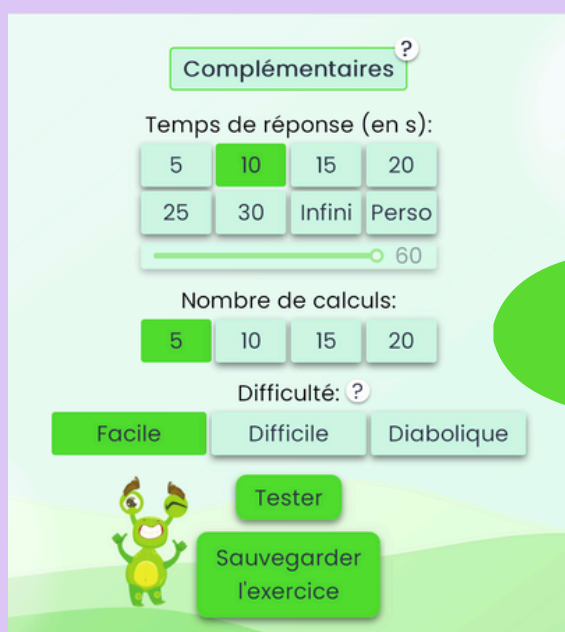 Complémentaires ?
Temps de réponse (en s):
5 10 15 20
25 30 Infini Perso
60
Nombre de calculs:
5 10 15 20
Difficulté: ?
Facile Difficile Diabolique
Tester
Sauvegarder
l'exercice